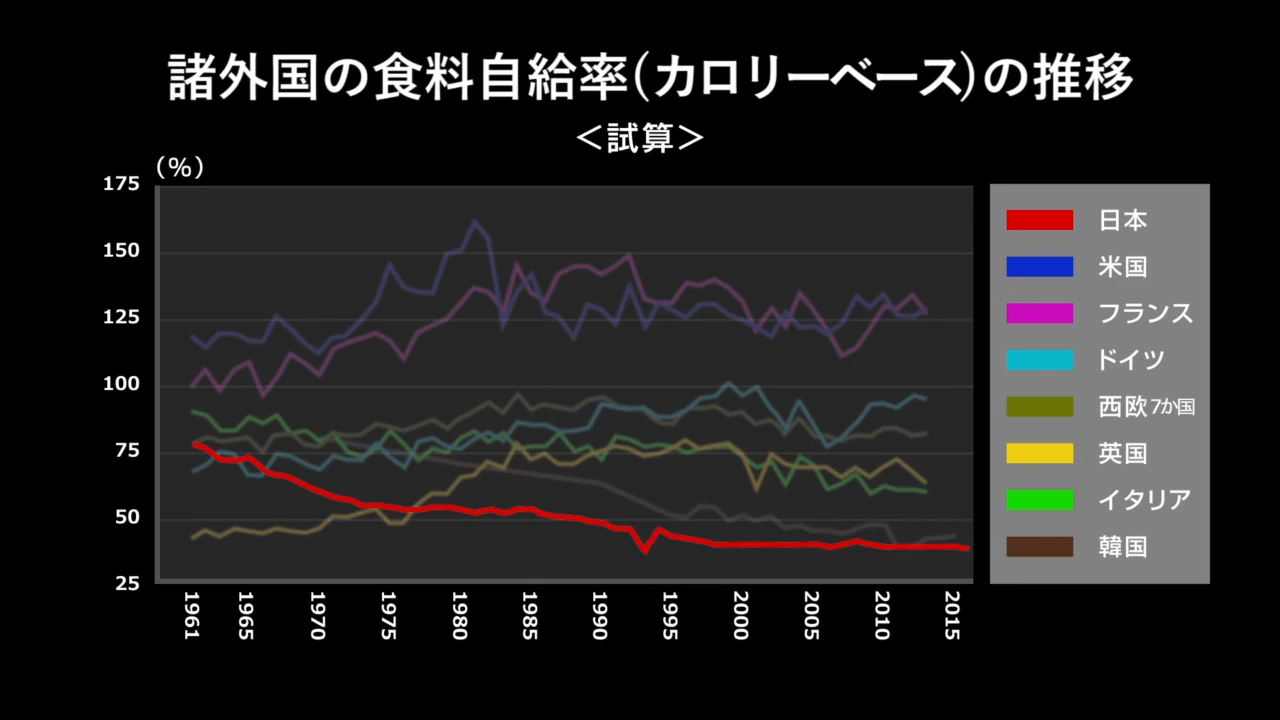 諸外国の食料自給率(カロリーベース)の推移
＜試算＞
(%)
175
150
125
100
75
50
25
1961
1965
1970
1975
1980
1985
1990
1995
2000
2005
2010
2015
日本
米国
フランス
ドイツ
西欧7か国
英国
イタリア
韓国